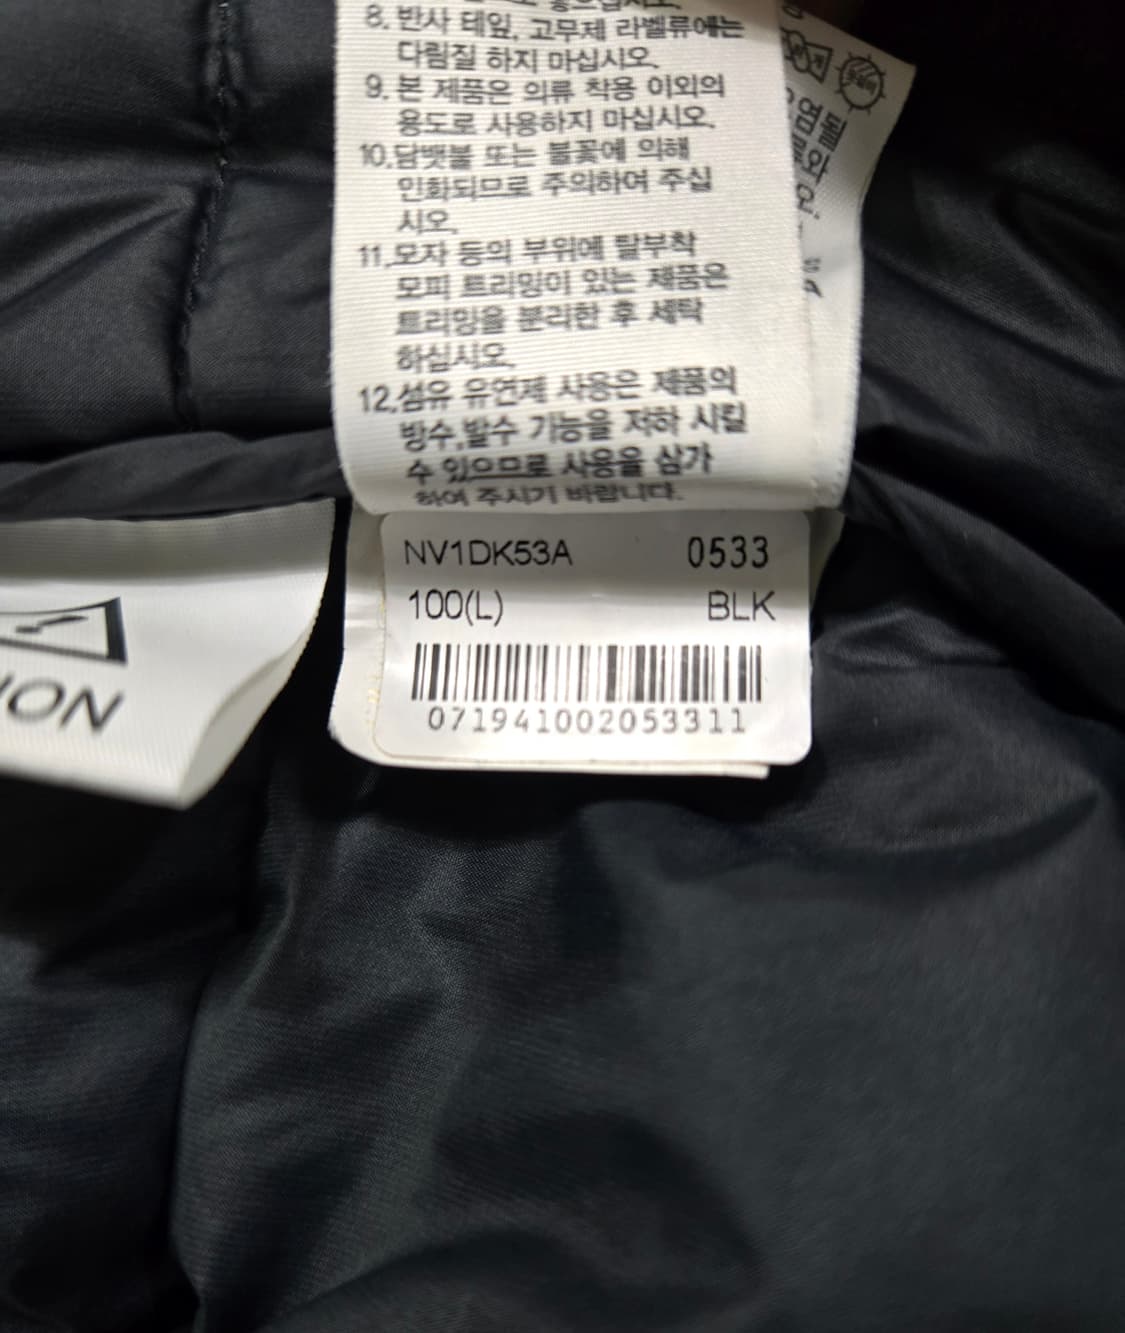 8. 반사 테잎, 고무제 라벨류에는
다림질 하지 마십시오.
9. 본 제품은 의류 착용 이외의
용도로 사용하지 마십시오.
10.담뱃불 또는 불꽃에 의해
인화되므로 주의하여 주십
시오.
11.모자 등의 부위에 탈부착
모피 트리밍이 있는 제품은
트리밍을 분리한 후 세탁
하십시오.
12.섬유 유연제 사용은 제품의
방수,발수 기능을 저하 시킬
수 있으므로 사용을 삼가
하여 주시기 바랍니다.
NV1DK53A 0533
100(L) BLK
071941002053311
ION